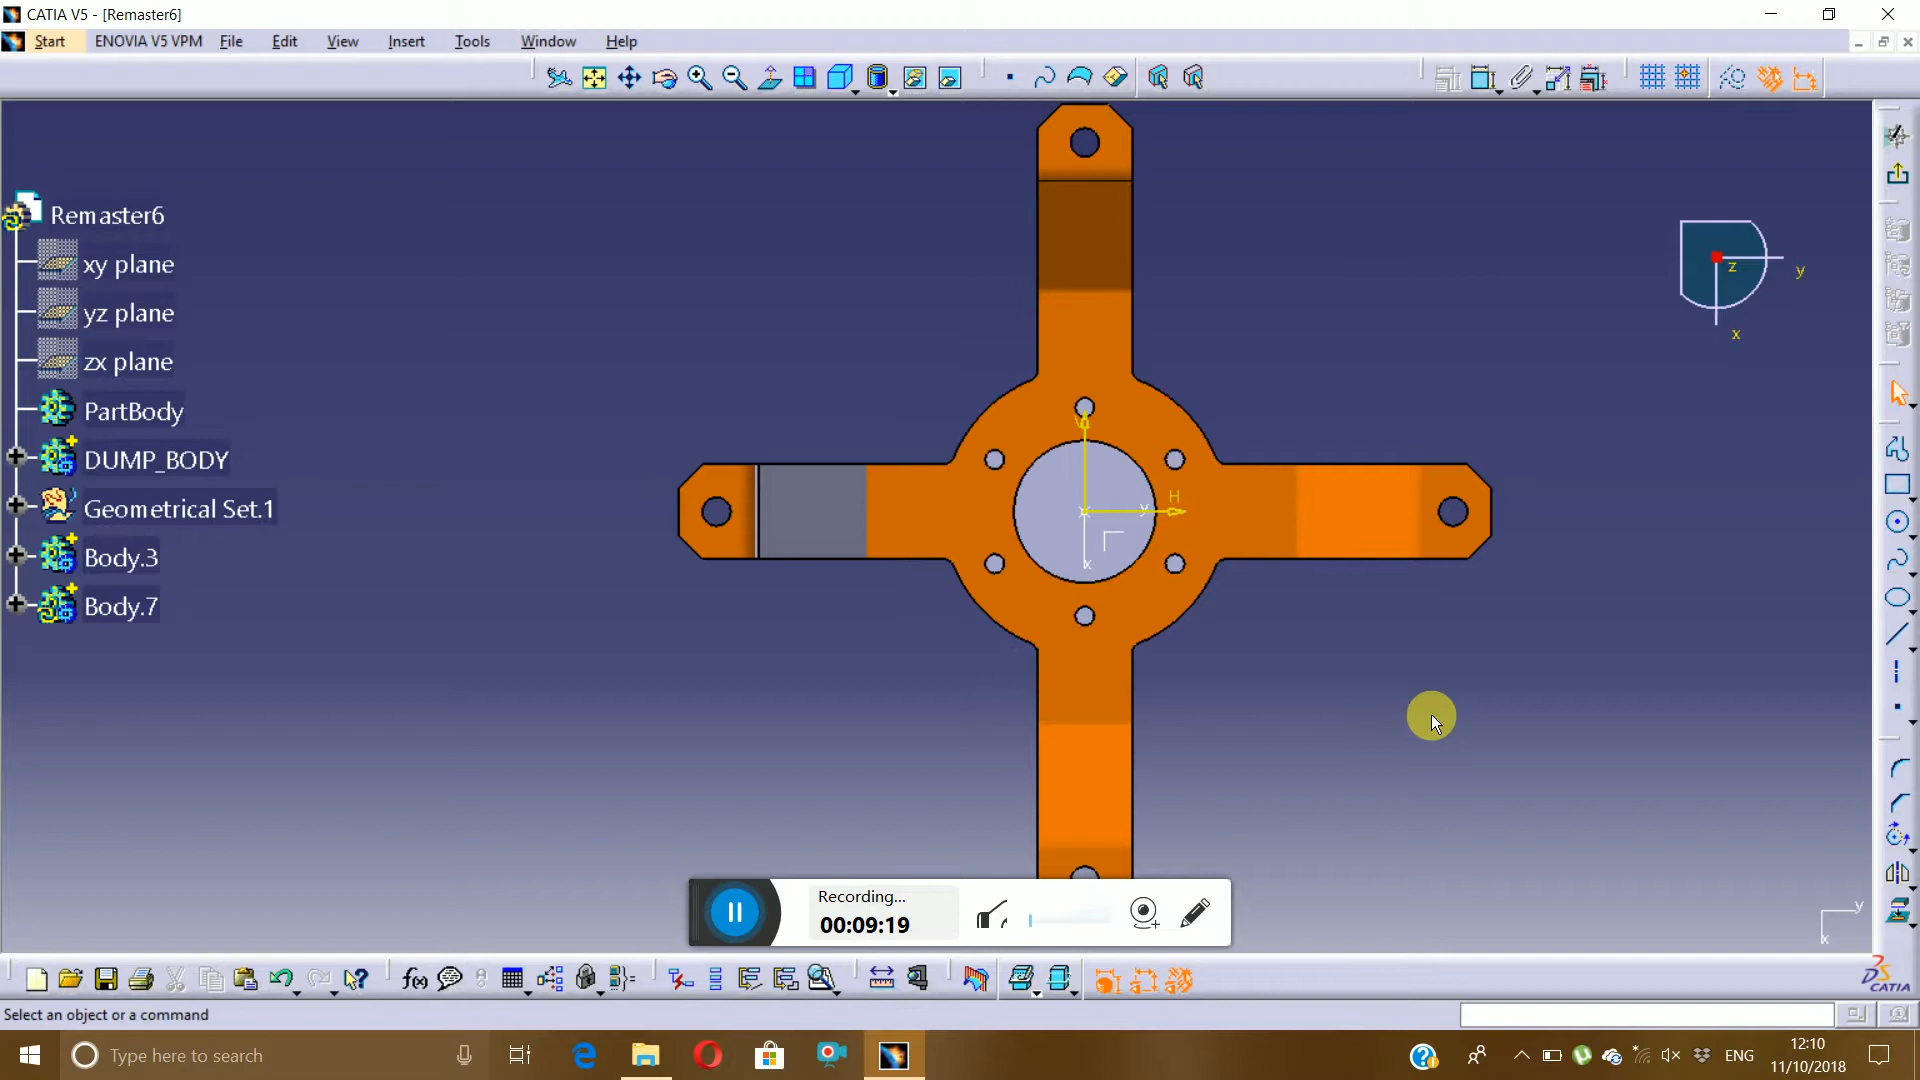 CATIA V5 - [Remaster6]
Start ENOVIA V5 VPM File Edit View Insert Tools Window Help
Remaster6
xy plane
yz plane
zx plane
PartBody
DUMP_BODY
Geometrical Set.1
Body.3
Body.7
z
y
x
V
H
y
x
Recording...
00:09:19
y
x
f(x)
CATIA
Select an object or a command
Type here to search
ENG
12:10
11/10/2018